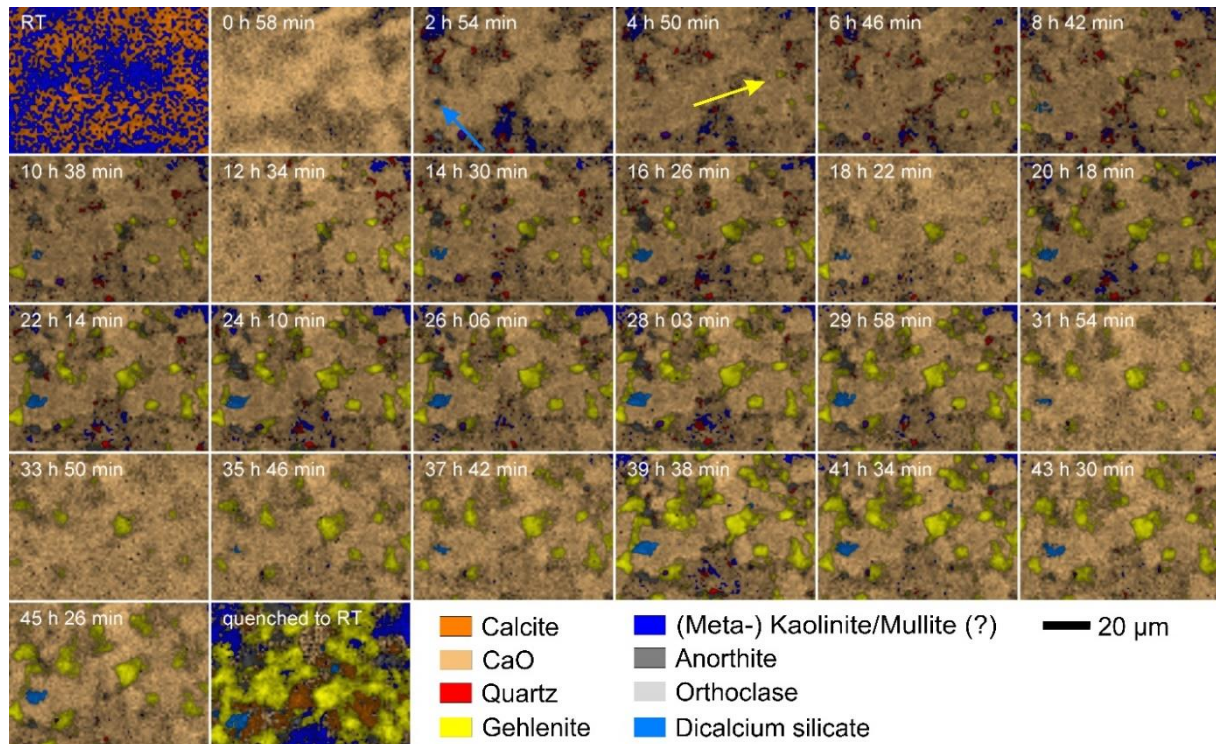 RT
0 h 58 min
2 h 54 min
4 h 50 min
6 h 46 min
8 h 42 min
10 h 38 min
12 h 34 min
14 h 30 min
16 h 26 min
18 h 22 min
20 h 18 min
22 h 14 min
24 h 10 min
26 h 06 min
28 h 03 min
29 h 58 min
31 h 54 min
33 h 50 min
35 h 46 min
37 h 42 min
39 h 38 min
41 h 34 min
43 h 30 min
45 h 26 min
quenched to RT
Calcite
CaO
Quartz
Gehlenite
(Meta-) Kaolinite/Mullite (?)
Anorthite
Orthoclase
Dicalcium silicate
20 µm